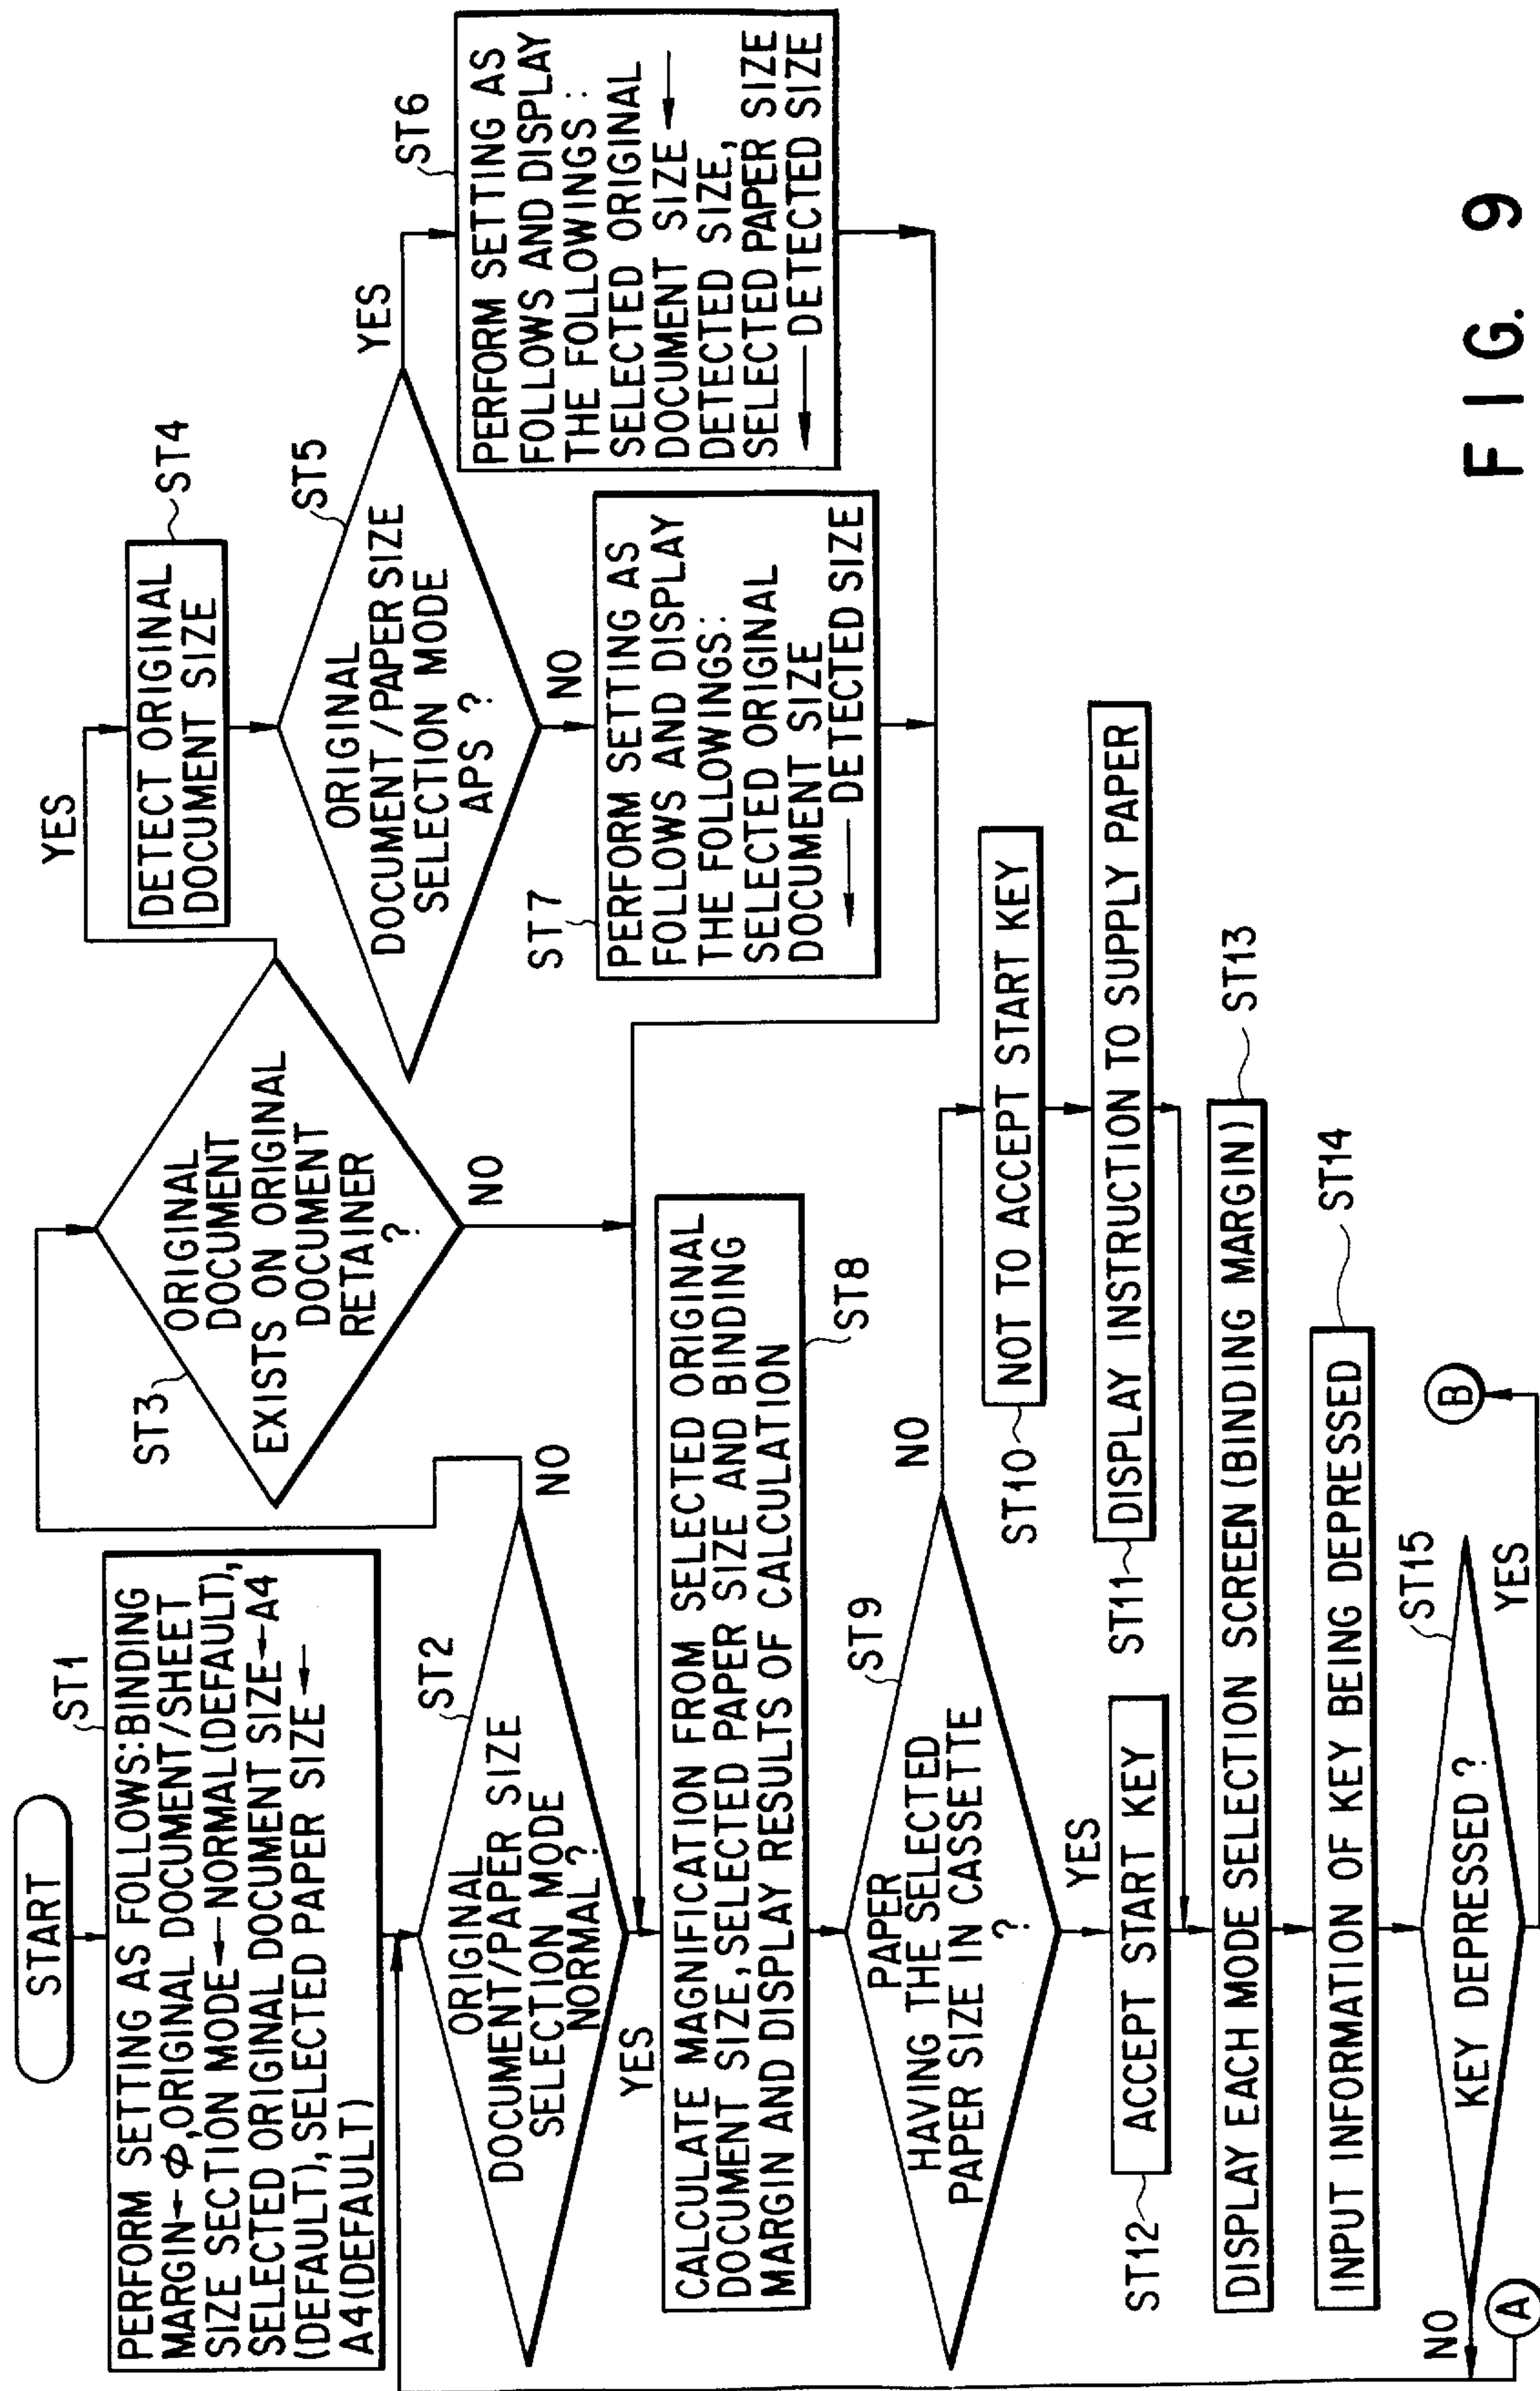 START
ST1
PERFORM SETTING AS FOLLOWS:BINDING
MARGIN←φ,ORIGINAL DOCUMENT/SHEET
SIZE SECTION MODE←NORMAL(DEFAULT),
SELECTED ORIGINAL DOCUMENT SIZE←A4
(DEFAULT),SELECTED PAPER SIZE←
A4(DEFAULT)
ST2
ORIGINAL
DOCUMENT/PAPER SIZE
SELECTION MODE
NORMAL?
NO
YES
ST3
ORIGINAL
DOCUMENT
EXISTS ON ORIGINAL
DOCUMENT
RETAINER
?
YES
NO
ST4
DETECT ORIGINAL
DOCUMENT SIZE
ST5
ORIGINAL
DOCUMENT/PAPER SIZE
SELECTION MODE
APS ?
YES
NO
ST6
PERFORM SETTING AS
FOLLOWS AND DISPLAY
THE FOLLOWINGS :
SELECTED ORIGINAL
DOCUMENT SIZE ←
DETECTED SIZE,
SELECTED PAPER SIZE
← DETECTED SIZE
ST7
PERFORM SETTING AS
FOLLOWS AND DISPLAY
THE FOLLOWINGS:
SELECTED ORIGINAL
DOCUMENT SIZE
← DETECTED SIZE
CALCULATE MAGNIFICATION FROM SELECTED ORIGINAL
DOCUMENT SIZE,SELECTED PAPER SIZE AND BINDING
MARGIN AND DISPLAY RESULTS OF CALCULATION
ST8
ST9
PAPER
HAVING THE SELECTED
PAPER SIZE IN CASSETTE
?
NO
YES
ST10
NOT TO ACCEPT START KEY
ST11
DISPLAY INSTRUCTION TO SUPPLY PAPER
ST12
ACCEPT START KEY
ST13
DISPLAY EACH MODE SELECTION SCREEN(BINDING MARGIN)
ST14
INPUT INFORMATION OF KEY BEING DEPRESSED
ST15
KEY DEPRESSED ?
NO
YES
A
B
FIG. 9